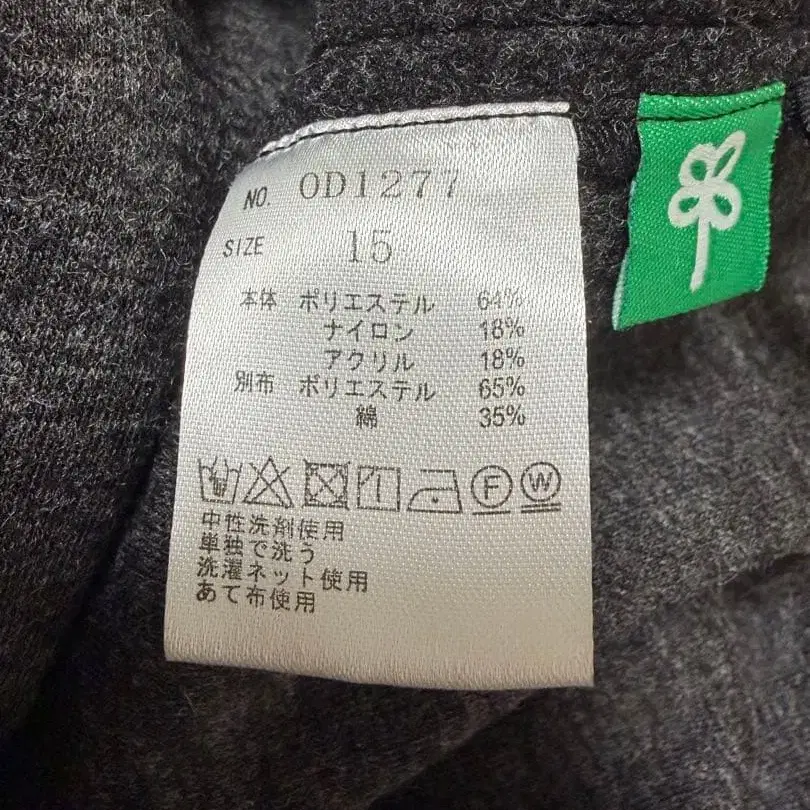 NO. OD1277
SIZE 15
本体 ポリエステル 64%
ナイロン 18%
アクリル 18%
別布 ポリエステル 65%
綿 35%
F W
中性洗剤使用
単独で洗う
洗濯ネット使用
あて布使用